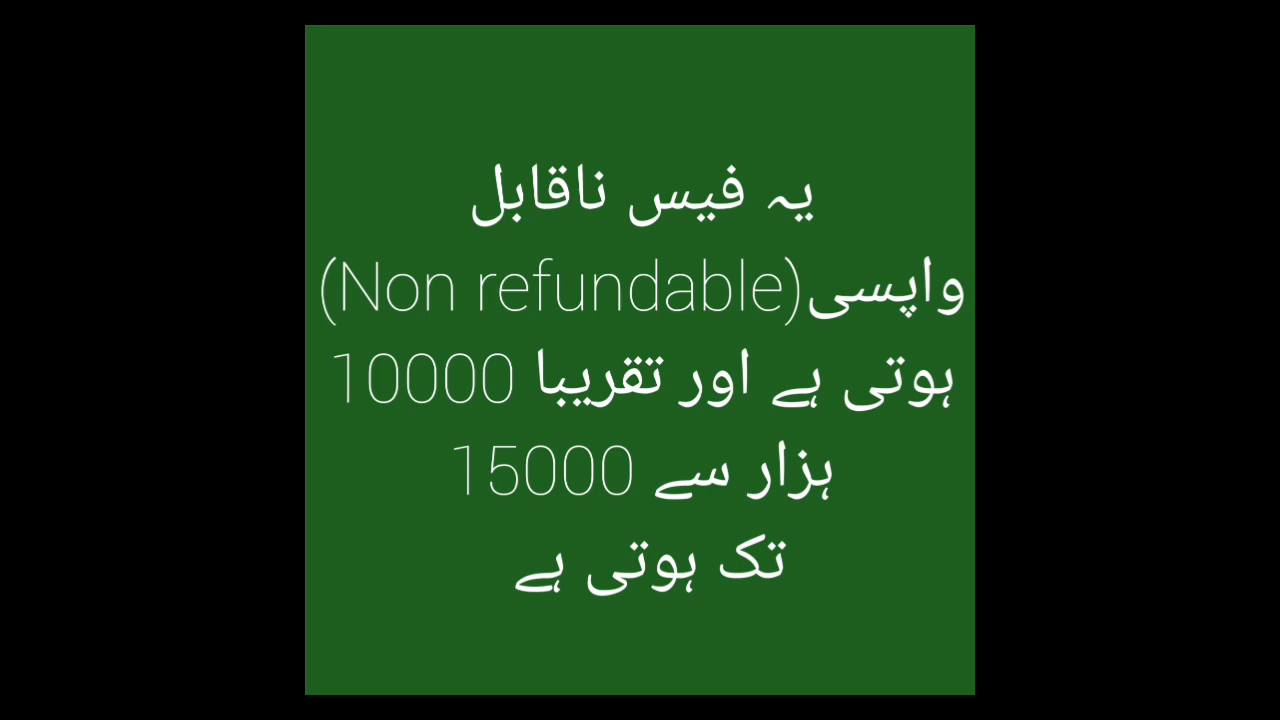 یہ فیس ناقابل
واپسی(Non refundable)
ہوتی ہے اور تقریبا 10000
ہزار سے 15000
تک ہوتی ہے